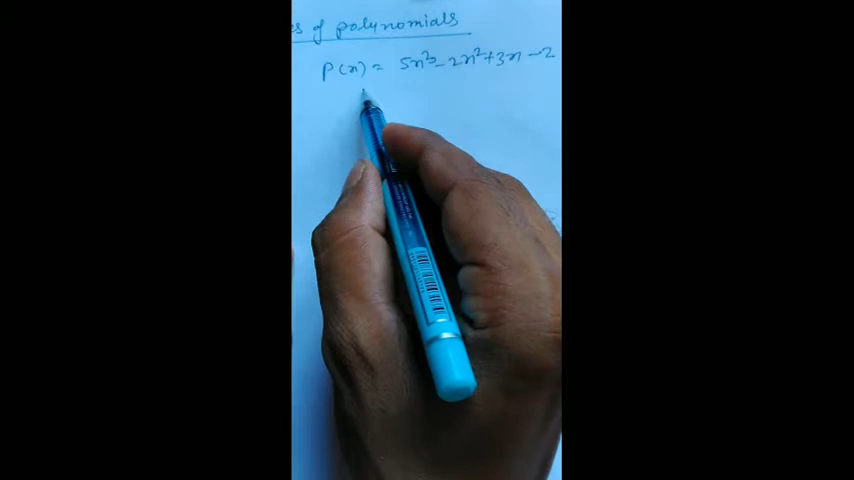 of polynomials
P(x) = 5x³ - 2x² + 3x - 2